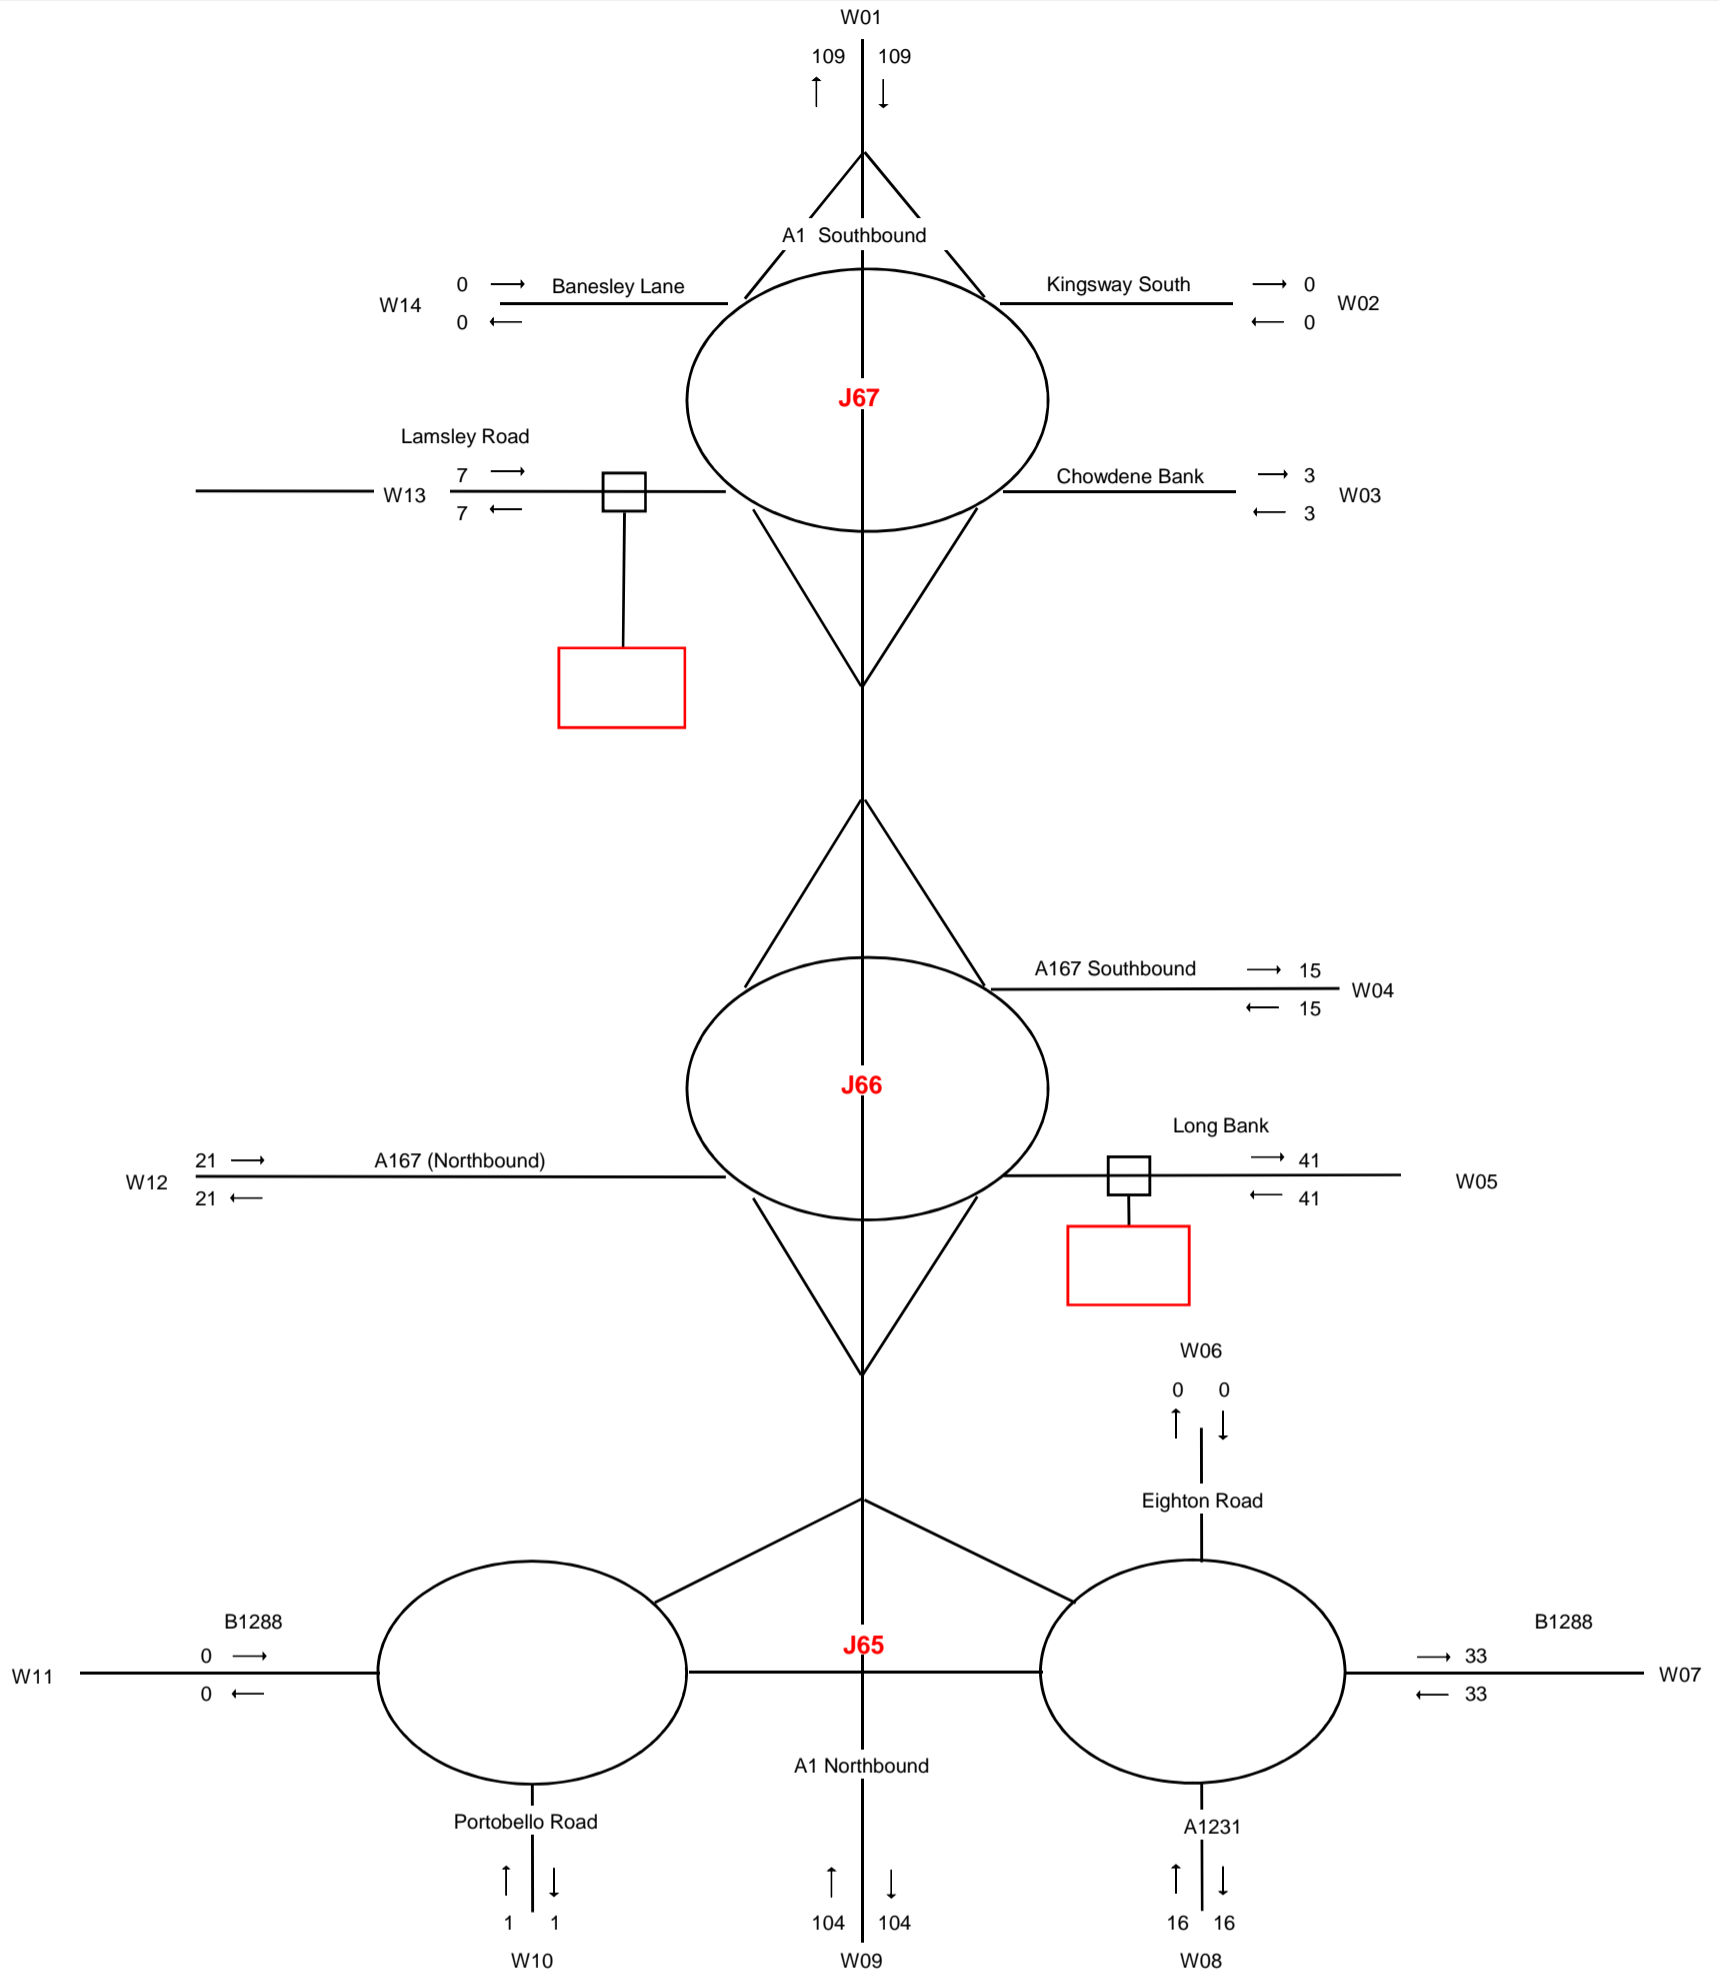 W01
109 109
A1 Southbound
0 Banesley Lane Kingsway South 0
W14 W02
0 0
J67
Lamsley Road
7 Chowdene Bank 3
W13 W03
7 3
A167 Southbound 15
W04
15
J66
Long Bank
21 A167 (Northbound) 41
W12 W05
21 41
W06
0 0
Eighton Road
B1288 B1288
J65
0 33
W11 W07
0 33
A1 Northbound
Portobello Road A1231
1 1 104 104 16 16
W10 W09 W08